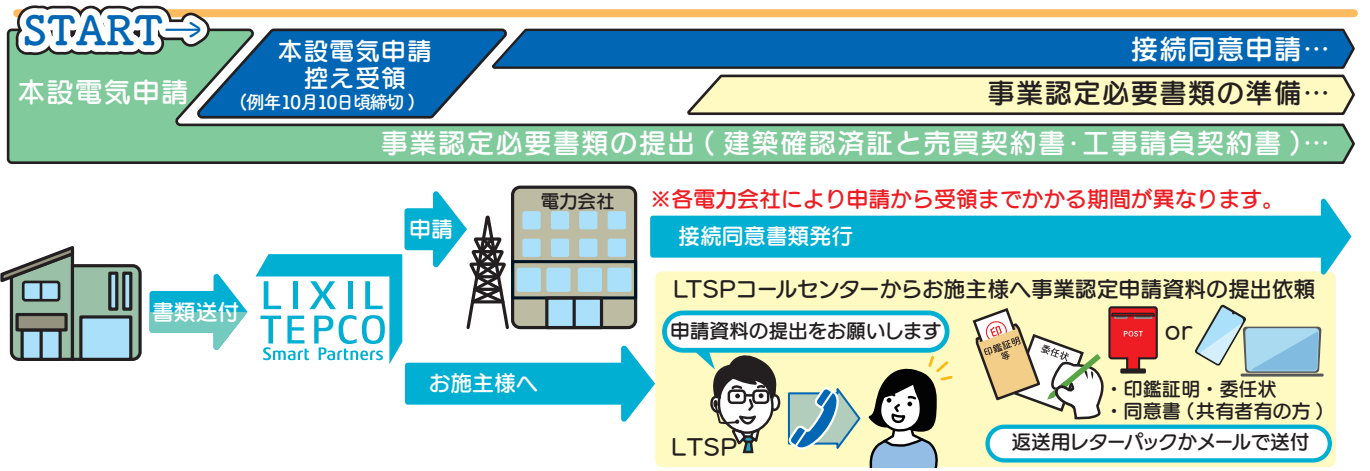 START→
本設電気申請
本設電気申請
控え受領
(例年10月10日頃締切)
接続同意申請…
事業認定必要書類の準備…
事業認定必要書類の提出(建築確認済証と売買契約書・工事請負契約書)…
書類送付
LIXIL
TEPCO
Smart Partners
申請
電力会社
※各電力会社により申請から受領までかかる期間が異なります。
接続同意書類発行
お施主様へ
LTSPコールセンターからお施主様へ事業認定申請資料の提出依頼
申請資料の提出をお願いします
LTSP
印
印鑑証明
等
委任状
POST
or
・印鑑証明・委任状
・同意書(共有者有の方)
返送用レターパックかメールで送付